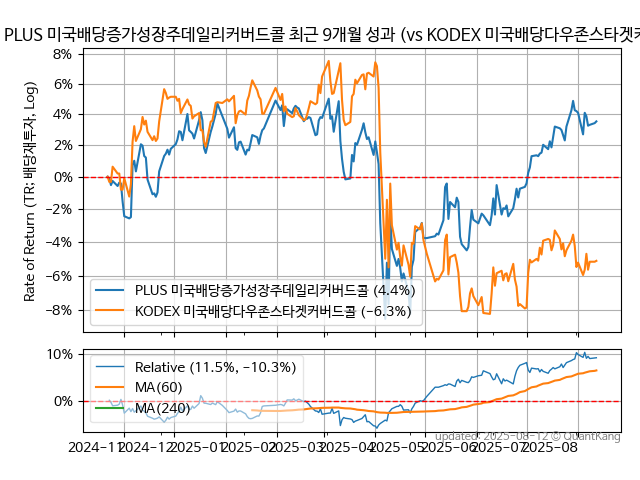 PLUS 미국배당증가성장주데일리커버드콜 최근 9개월 성과 (vs KODEX 미국배당다우존스타겟커
8%
6%
4%
2%
0%
−2%
−4%
−6%
−8%
Rate of Return (TR: 배당재투자, Log)
PLUS 미국배당증가성장주데일리커버드콜 (4.4%)
KODEX 미국배당다우존스타겟커버드콜 (−6.3%)
10%
0%
Relative (11.5%, −10.3%)
MA(60)
MA(240)
2024−11 2024−12 2025−01 2025−02 2025−03 2025−04 2025−05 2025−06 2025−07 2025−08
updated: 2025−08−12 © QuantKang